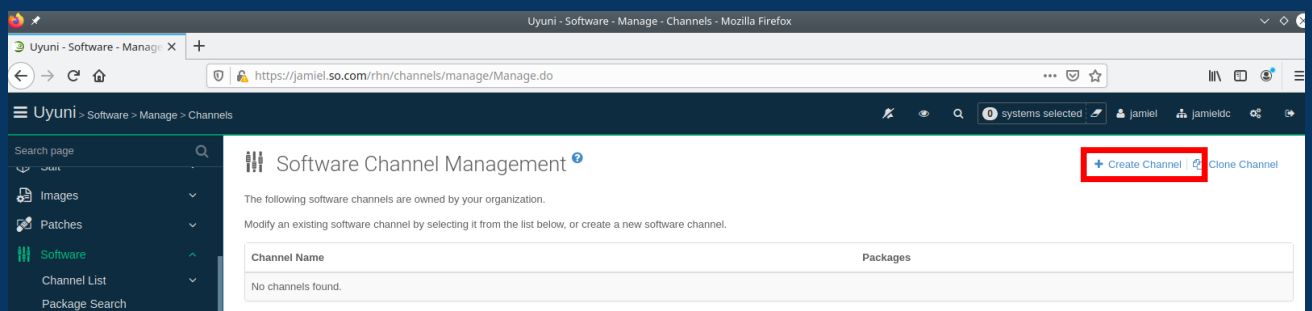 Uyuni - Software - Manage - Channels - Mozilla Firefox
Uyuni - Software - Manage
https://jamiel.so.com/rhn/channels/manage/Manage.do
Uyuni > Software > Manage > Channels
0 systems selected jamiel jamieldc
Search page
Salt
Images
Patches
Software
Channel List
Package Search
Software Channel Management ?
+ Create Channel Clone Channel
The following software channels are owned by your organization.
Modify an existing software channel by selecting it from the list below, or create a new software channel.
Channel Name Packages
No channels found.